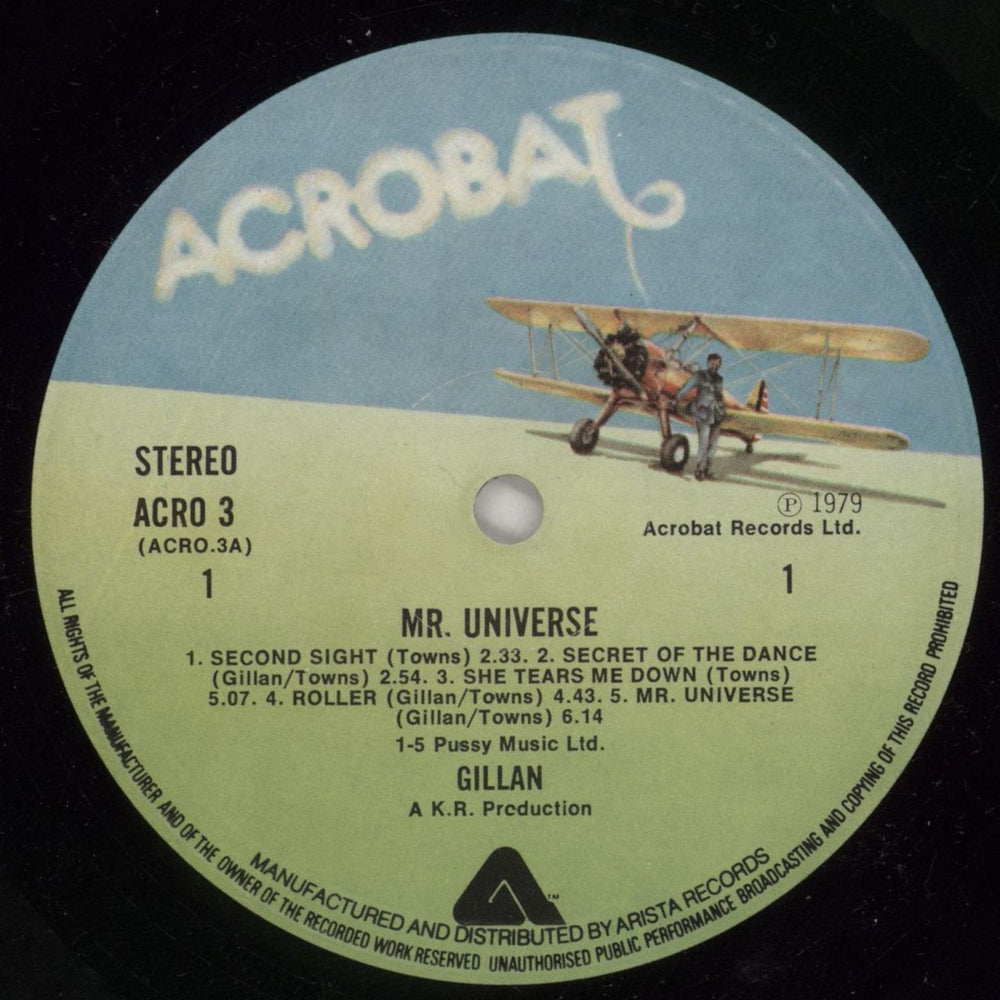 ACROBAT
STEREO
ACRO 3
(ACRO.3A)
1
Ⓟ 1979
Acrobat Records Ltd.
1
MR. UNIVERSE
1. SECOND SIGHT (Towns) 2.33. 2. SECRET OF THE DANCE
(Gillan/Towns) 2.54. 3. SHE TEARS ME DOWN (Towns)
5.07. 4. ROLLER (Gillan/Towns) 4.43. 5. MR. UNIVERSE
(Gillan/Towns) 6.14
1-5 Pussy Music Ltd.
GILLAN
A K.R. Production
TM
MANUFACTURED AND DISTRIBUTED BY ARISTA RECORDS
ALL RIGHTS OF THE MANUFACTURER AND OF THE OWNER OF THE RECORDED WORK RESERVED UNAUTHORISED PUBLIC PERFORMANCE BROADCASTING AND COPYING OF THIS RECORD PROHIBITED